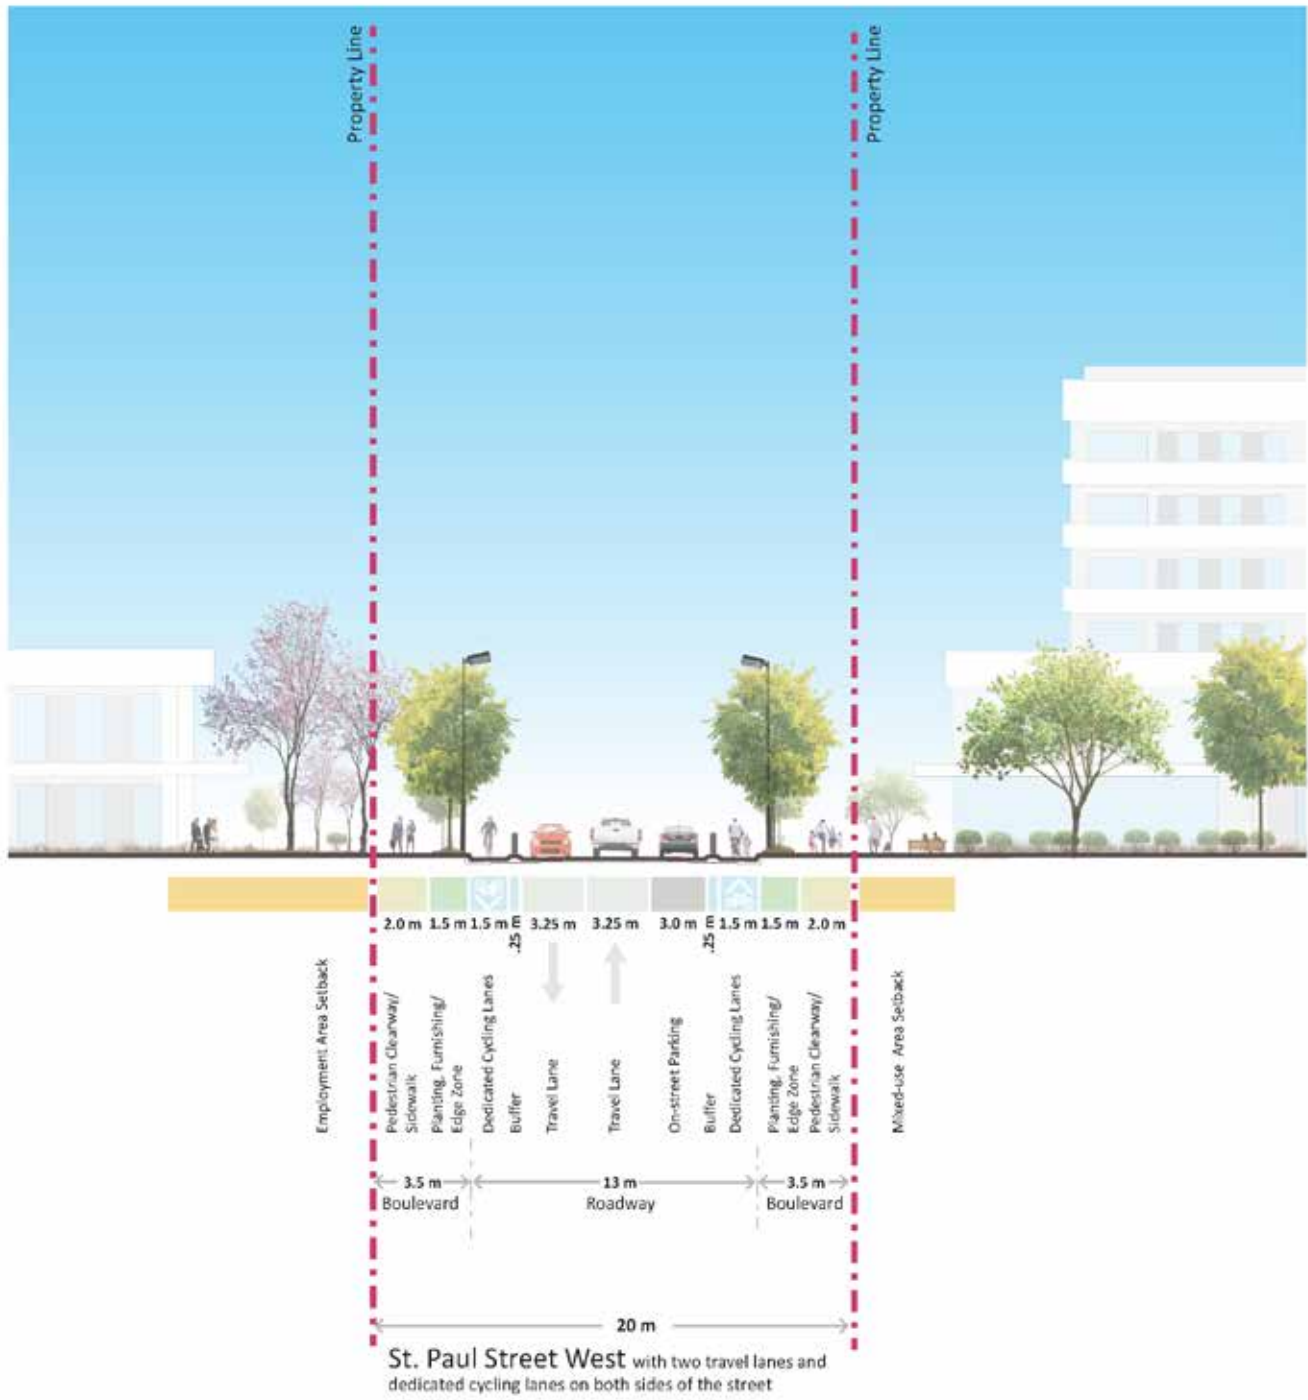 Property Line
Property Line
2.0 m
1.5 m
1.5 m
.25 m
3.25 m
3.25 m
3.0 m
.25 m
1.5 m
1.5 m
2.0 m
Employment Area Setback
Pedestrian Clearway/
Sidewalk
Planting, Furnishing/
Edge Zone
Dedicated Cycling Lanes
Buffer
Travel Lane
Travel Lane
On-street Parking
Buffer
Dedicated Cycling Lanes
Planting, Furnishing/
Edge Zone
Pedestrian Clearway/
Sidewalk
Mixed-use Area Setback
3.5 m
Boulevard
13 m
Roadway
3.5 m
Boulevard
20 m
St. Paul Street West with two travel lanes and
dedicated cycling lanes on both sides of the street